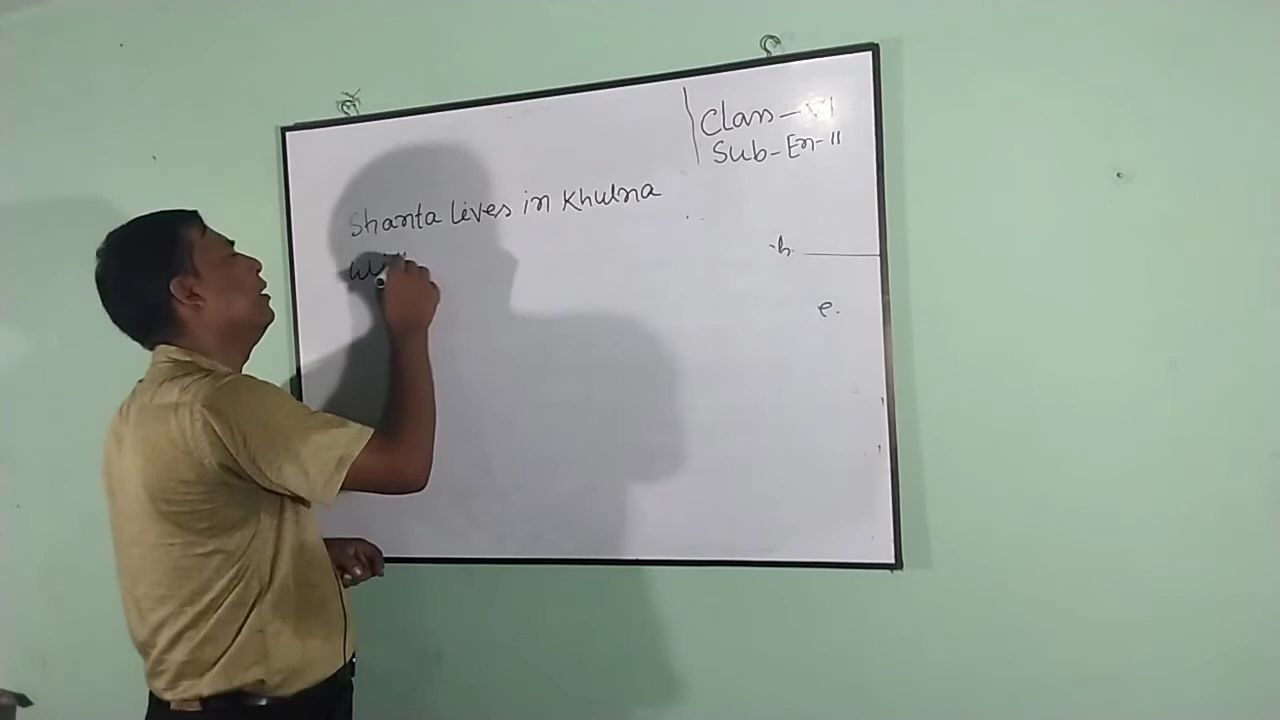 Class-VI
Sub-En-II
Shanta lives in Khulna
h.
e.